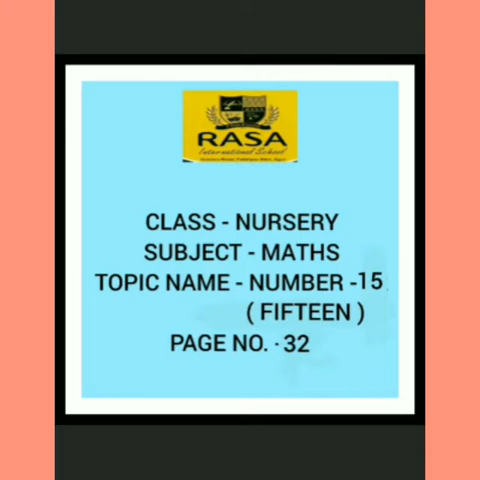 RASA
International School
CLASS - NURSERY
SUBJECT - MATHS
TOPIC NAME - NUMBER -15
( FIFTEEN )
PAGE NO. - 32